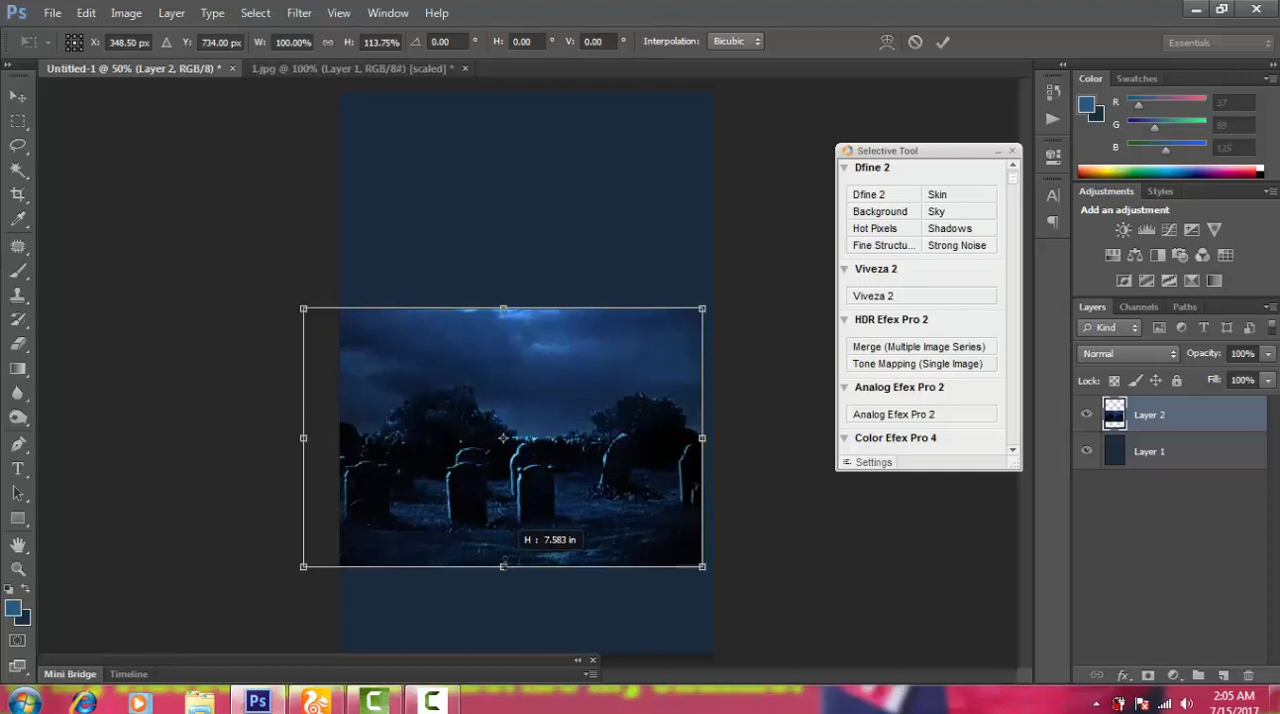 Ps File Edit Image Layer Type Select Filter View Window Help
X: 348.50 px Y: 734.00 px W: 100.00% H: 113.75% 0.00 ° H: 0.00 ° V: 0.00 ° Interpolation: Bicubic Essentials
Untitled-1 @ 50% (Layer 2, RGB/8) * × 1.jpg @ 100% (Layer 1, RGB/8#) [scaled] * ×
Color Swatches
R 37
G 89
B 125
Adjustments Styles
Add an adjustment
Selective Tool
Dfine 2
Dfine 2 Skin
Background Sky
Hot Pixels Shadows
Fine Structu... Strong Noise
Viveza 2
Viveza 2
HDR Efex Pro 2
Merge (Multiple Image Series)
Tone Mapping (Single Image)
Analog Efex Pro 2
Analog Efex Pro 2
Color Efex Pro 4
Settings
Layers Channels Paths
Kind
Normal Opacity: 100%
Lock: Fill: 100%
Layer 2
Layer 1
fx
H : 7.583 in
Mini Bridge Timeline
Ps
2:05 AM
7/15/2017